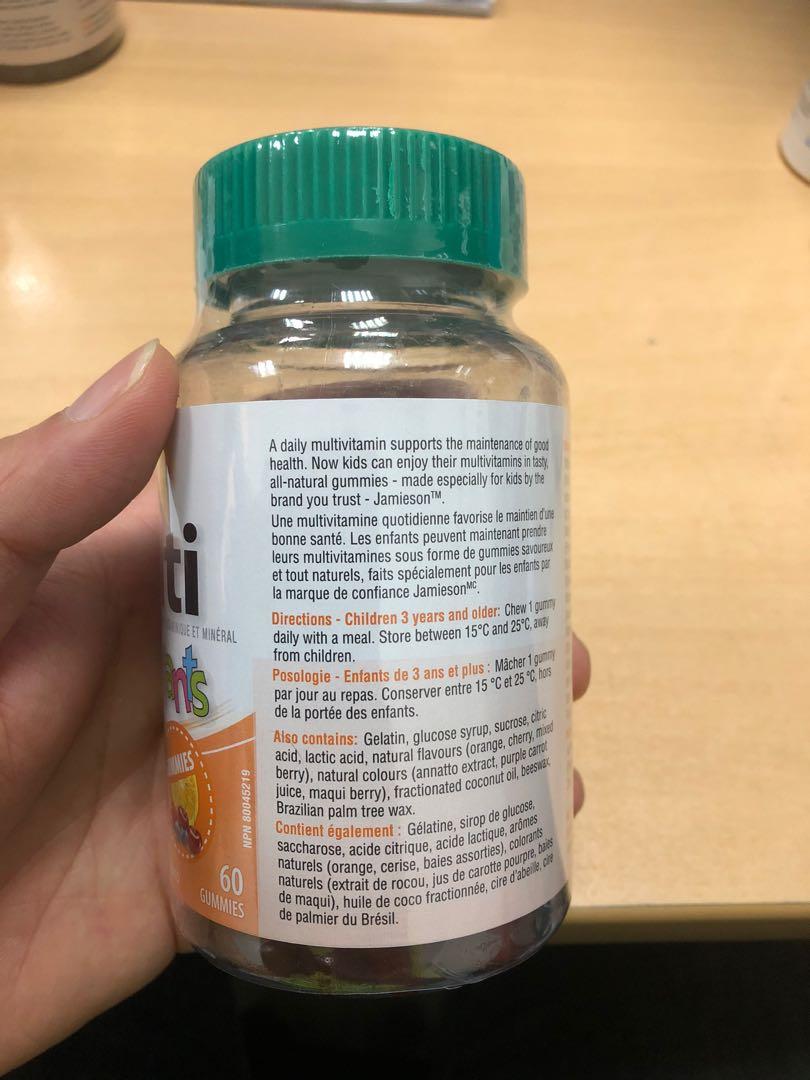 A daily multivitamin supports the maintenance of good
health. Now kids can enjoy their multivitamins in tasty,
all-natural gummies - made especially for kids by the
brand you trust - Jamieson™.
Une multivitamine quotidienne favorise le maintien d'une
bonne santé. Les enfants peuvent maintenant prendre
leurs multivitamines sous forme de gummies savoureux
et tout naturels, faits spécialement pour les enfants par
la marque de confiance Jamieson ᴹᶜ.
Directions - Children 3 years and older: Chew 1 gummy
daily with a meal. Store between 15°C and 25°C, away
from children.
Posologie - Enfants de 3 ans et plus : Mâcher 1 gummy
par jour au repas. Conserver entre 15 °C et 25 °C, hors
de la portée des enfants.
Also contains: Gelatin, glucose syrup, sucrose, citric
acid, lactic acid, natural flavours (orange, cherry, mixed
berry), natural colours (annatto extract, purple carrot
juice, maqui berry), fractionated coconut oil, beeswax,
Brazilian palm tree wax.
Contient également : Gélatine, sirop de glucose,
saccharose, acide citrique, acide lactique, arômes
naturels (orange, cerise, baies assorties), colorants
naturels (extrait de rocou, jus de carotte pourpre, baies
de maqui), huile de coco fractionnée, cire d'abeille, cire
de palmier du Brésil.
ti
ET MINÉRAL
nts
MMIES
NPN 80045219
60
GUMMIES